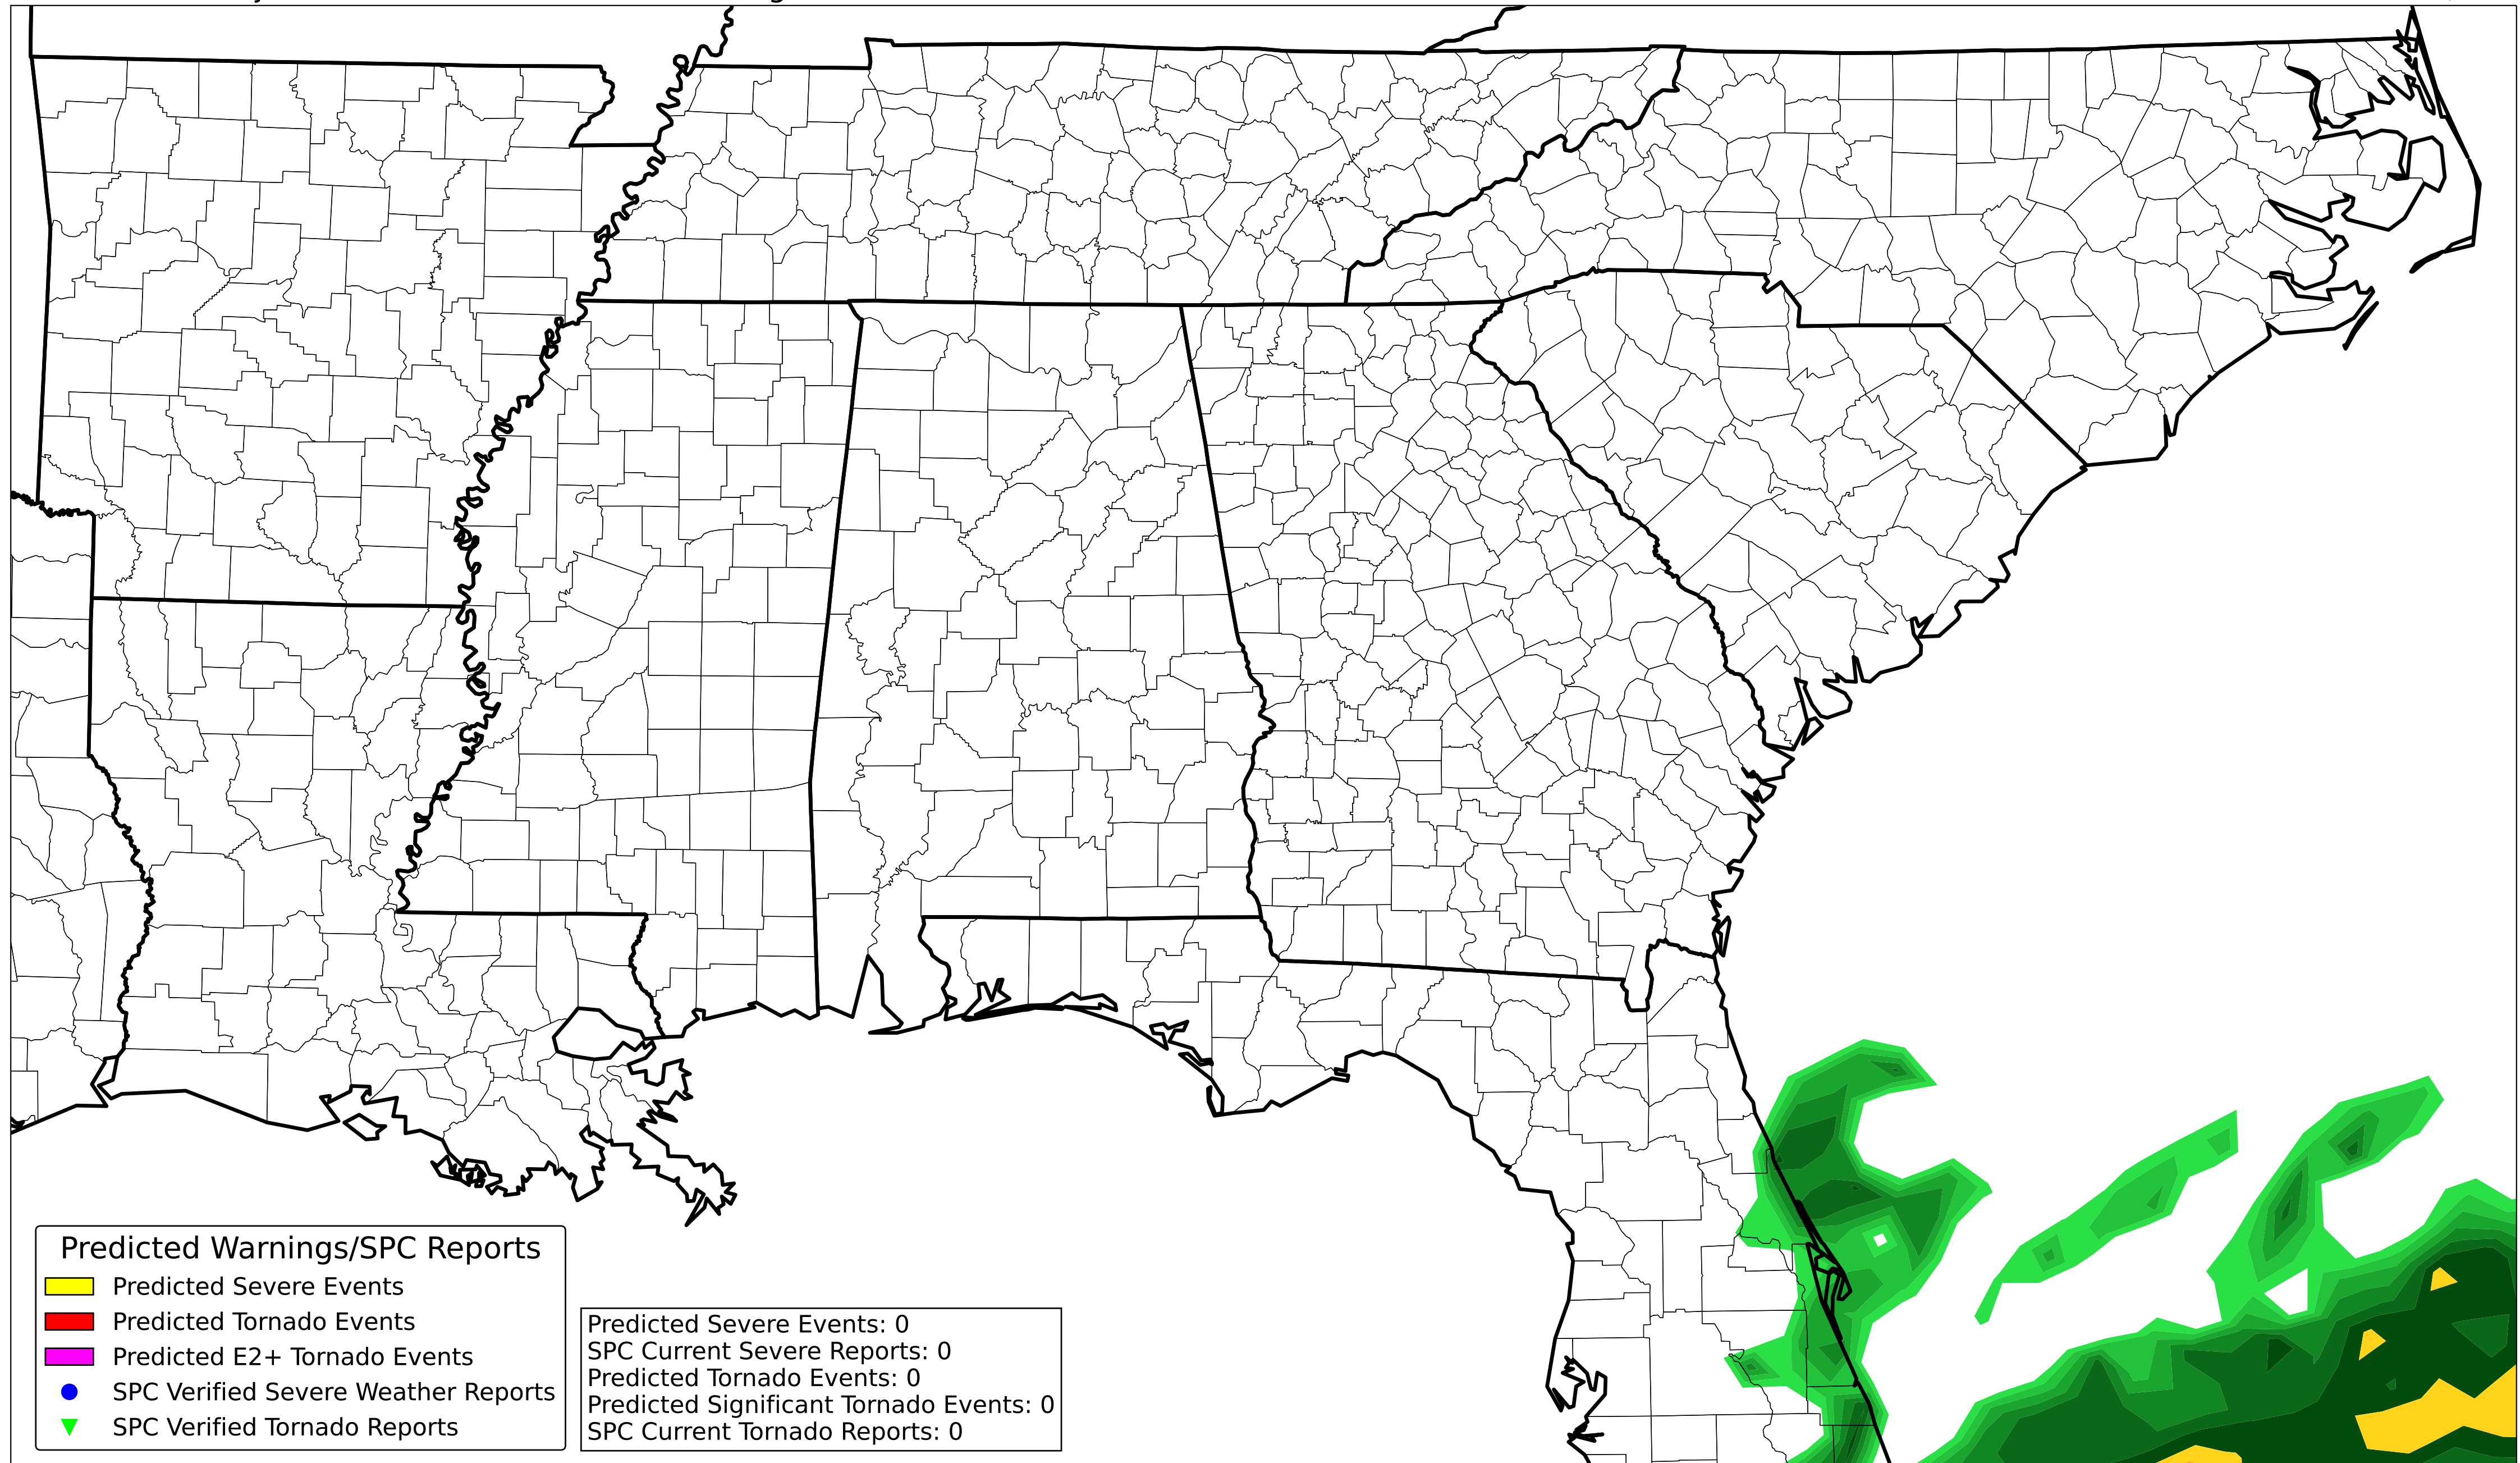 Predicted Warnings/SPC Reports
Predicted Severe Events
Predicted Tornado Events
Predicted E2+ Tornado Events
SPC Verified Severe Weather Reports
SPC Verified Tornado Reports
Predicted Severe Events: 0
SPC Current Severe Reports: 0
Predicted Tornado Events: 0
Predicted Significant Tornado Events: 0
SPC Current Tornado Reports: 0